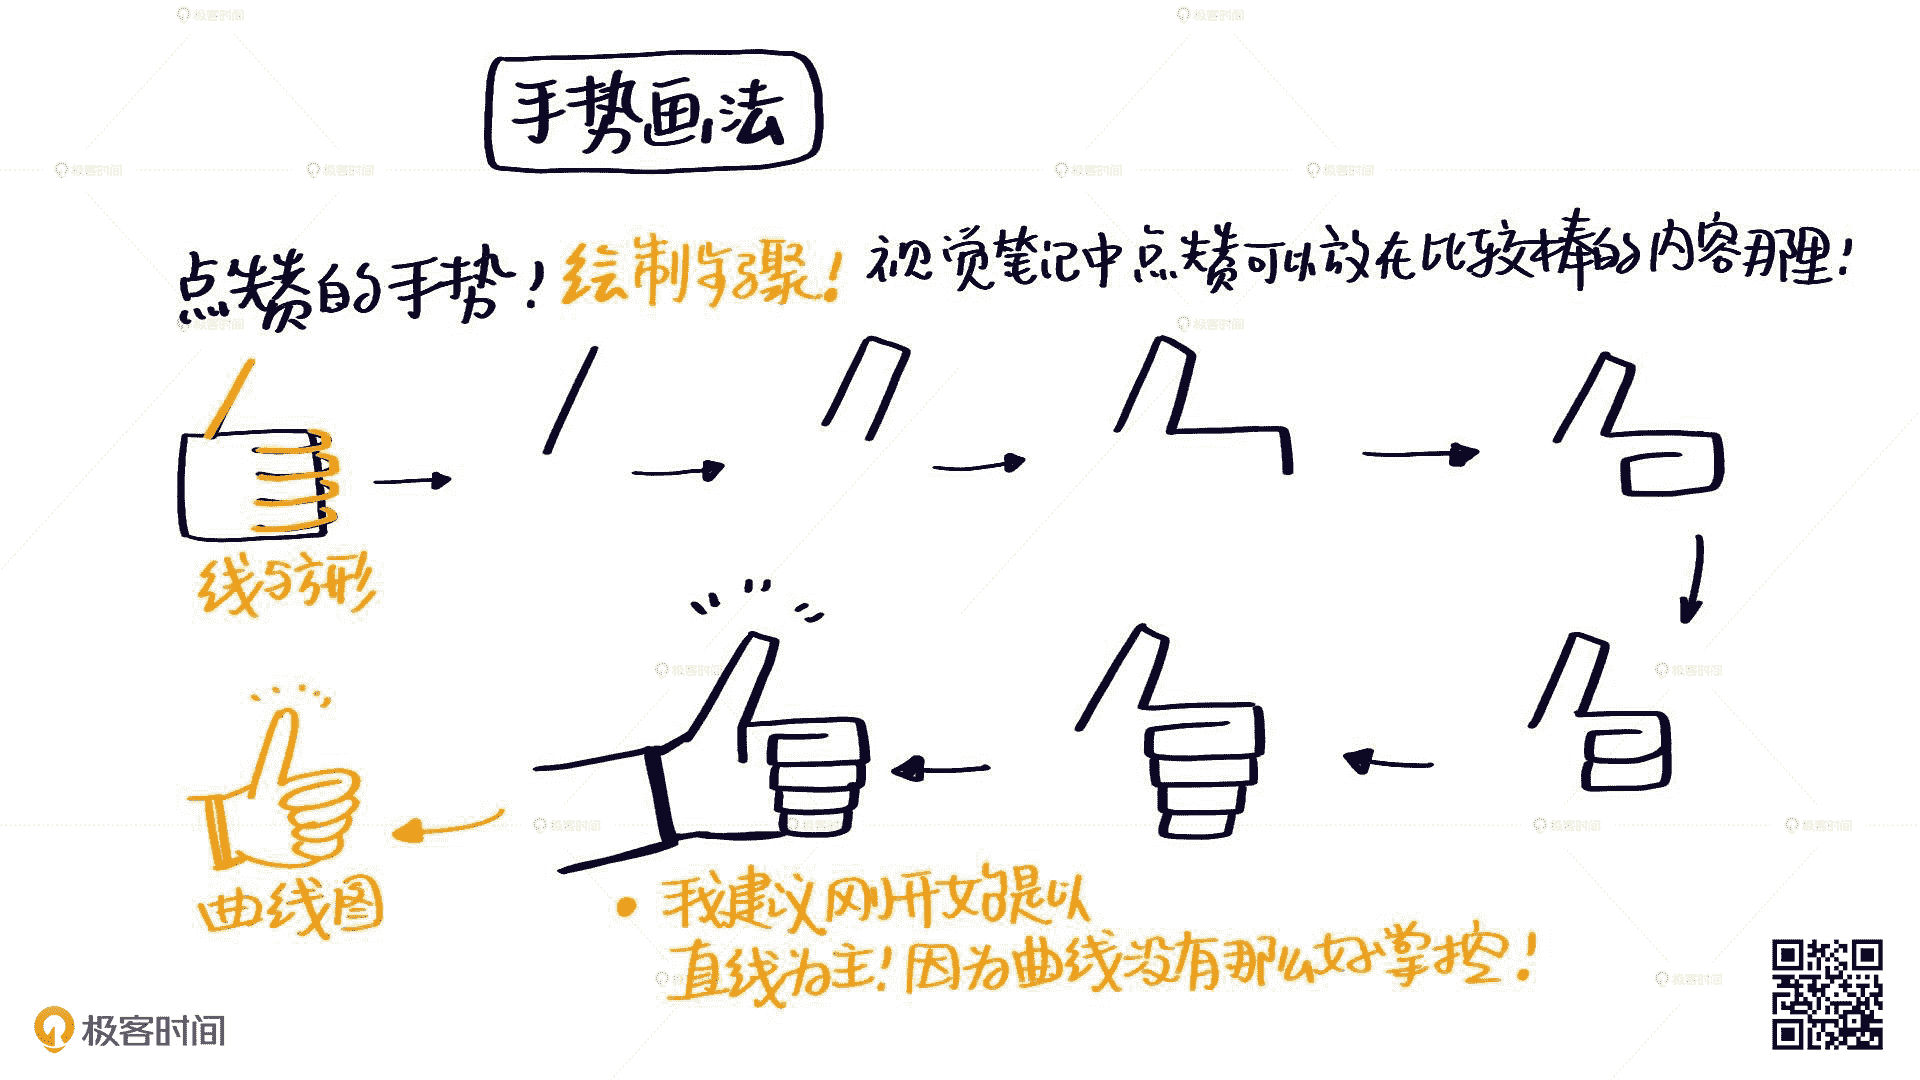 手势画法
点赞的手势！绘制步骤！视觉笔记中点赞可以放在比较棒的内容那里！
线与方形
曲线图
• 我建议刚开始是以
直线为主！因为曲线没有那么好掌控！
极客时间